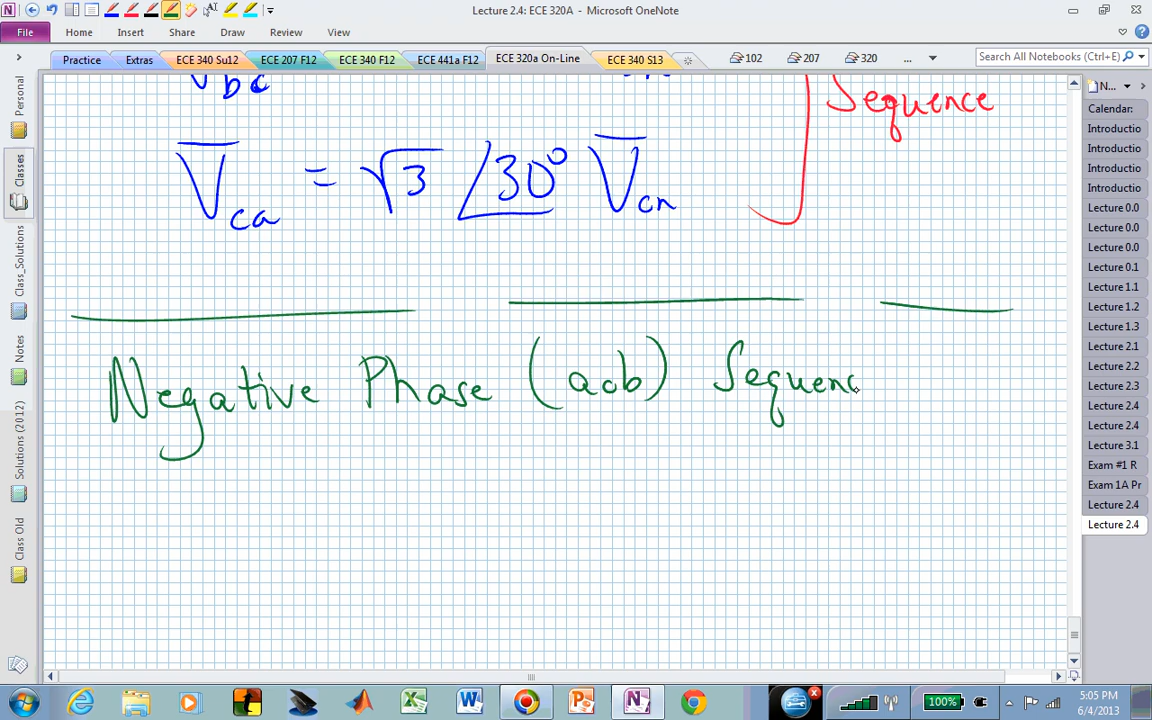 Lecture 2.4: ECE 320A - Microsoft OneNote
File Home Insert Share Draw Review View
Practice Extras ECE 340 Su12 ECE 207 F12 ECE 340 F12 ECE 441a F12 ECE 320a On-Line ECE 340 S13 102 207 320 ... Search All Notebooks (Ctrl+E)
Personal
Classes
Class_Solutions
Notes
Solutions (2012)
Class Old
V bc
Sequence
V ca = √3 ∠30° V cn
Negative Phase (acb) Sequenc
N...
Calendar:
Introductio
Introductio
Introductio
Introductio
Lecture 0.0
Lecture 0.0
Lecture 0.0
Lecture 0.1
Lecture 1.1
Lecture 1.2
Lecture 1.3
Lecture 2.1
Lecture 2.2
Lecture 2.3
Lecture 2.4
Lecture 2.4
Lecture 3.1
Exam #1 R
Exam 1A Pr
Lecture 2.4
Lecture 2.4
100%
5:05 PM
6/4/2013